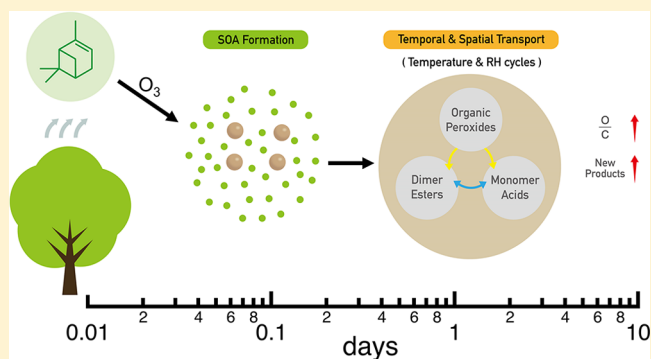 SOA Formation
Temporal & Spatial Transport
( Temperature & RH cycles )
O3
Organic
Peroxides
Dimer
Esters
Monomer
Acids
O
C
New
Products
2 4 6 8 2 4 6 8 2 4 6 8
0.01 0.1 1 10
days